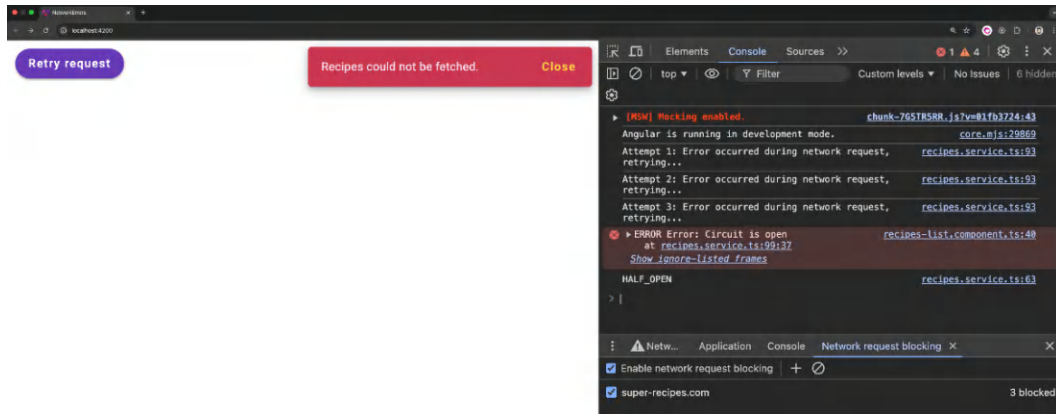 localhost:4200
Retry request
Recipes could not be fetched. Close
Elements Console Sources 1 4
top Filter Custom levels No Issues 6 hidden
[MSW] Mocking enabled. chunk-7G5TR5RR.js?v=01fb3724:43
Angular is running in development mode. core.mjs:29869
Attempt 1: Error occurred during network request, recipes.service.ts:93
retrying...
Attempt 2: Error occurred during network request, recipes.service.ts:93
retrying...
Attempt 3: Error occurred during network request, recipes.service.ts:93
retrying...
ERROR Error: Circuit is open recipes-list.component.ts:40
at recipes.service.ts:99:37
Show ignore-listed frames
HALF_OPEN recipes.service.ts:63
Netw... Application Console Network request blocking
Enable network request blocking
super-recipes.com 3 blocked